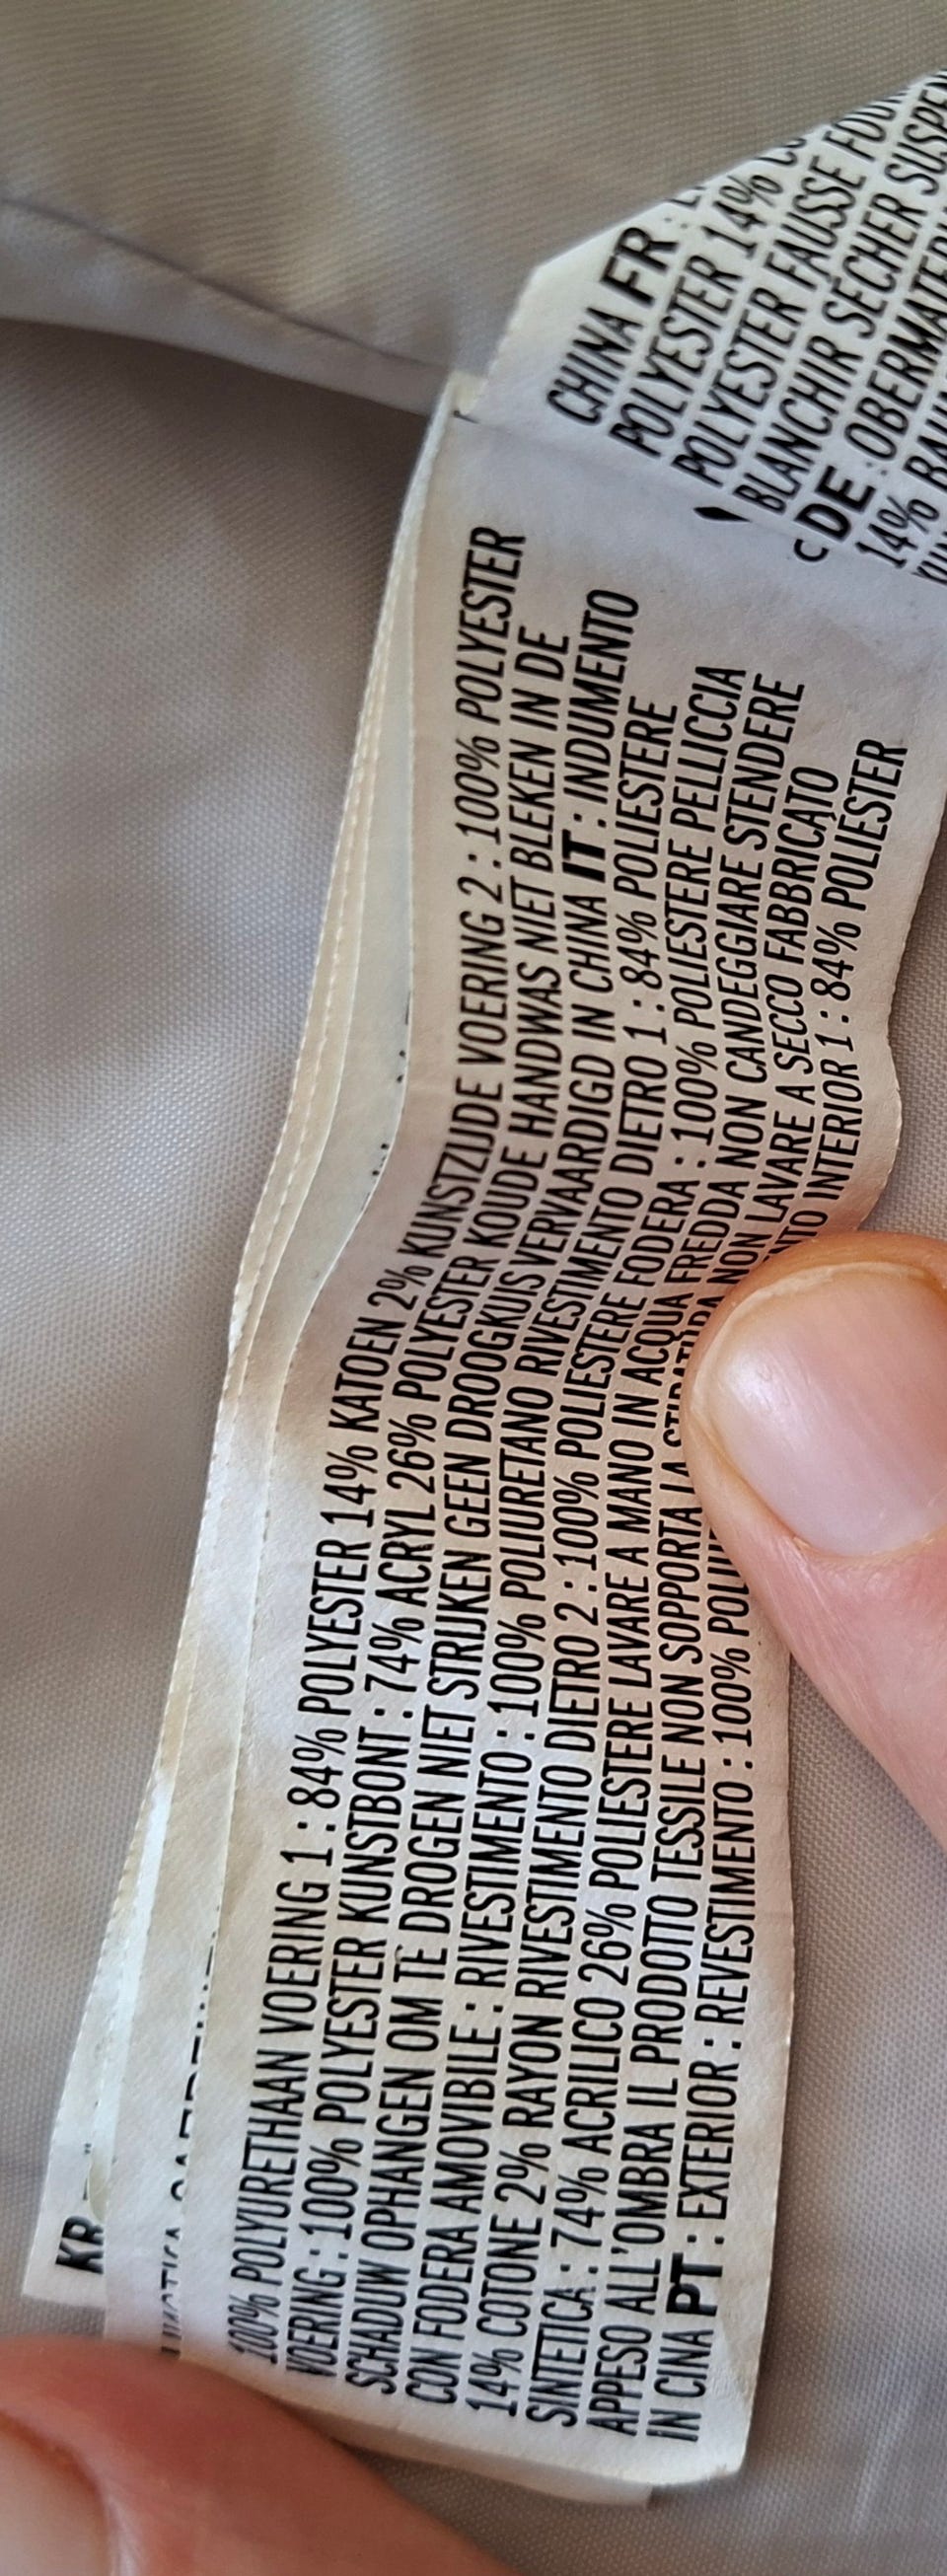 CHINA FR :
POLYESTER 14%
POLYESTER FAUSSE
BLANCHIR SÉCHER
DE : OBERMATER
14%
100% POLYURETHAAN VOERING 1 : 84% POLYESTER 14% KATOEN 2% KUNSTZIJDE VOERING 2 : 100% POLYESTER
VOERING : 100% POLYESTER KUNSTBONT : 74% ACRYL 26% POLYESTER KOUDE HANDWAS NIET BLEKEN IN DE
SCHADUW OPHANGEN OM TE DROGEN NIET STRIJKEN GEEN DROOGKUIS VERVAARDIGD IN CHINA IT : INDUMENTO
CON FODERA AMOVIBILE : RIVESTIMENTO : 100% POLIURETANO RIVESTIMENTO DIETRO 1 : 84% POLIESTERE
14% COTONE 2% RAYON RIVESTIMENTO DIETRO 2 : 100% POLIESTERE FODERA : 100% POLIESTERE PELLICCIA
SINTETICA : 74% ACRILICO 26% POLIESTERE LAVARE A MANO IN ACQUA FREDDA NON CANDEGGIARE STENDERE
APPESO ALL'OMBRA IL PRODOTTO TESSILE NON SOPPORTA LA STIRATURA NON LAVARE A SECCO FABBRICATO
IN CINA PT : EXTERIOR : REVESTIMENTO : 100% INTERIOR 1 : 84% POLIESTER
KR